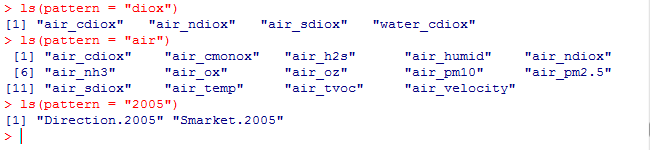 > ls(pattern = "diox")
[1] "air_cdiox"   "air_ndiox"   "air_sdiox"   "water_cdiox"
> ls(pattern = "air")
 [1] "air_cdiox"    "air_cmonox"   "air_h2s"      "air_humid"    "air_ndiox"
 [6] "air_nh3"      "air_ox"       "air_oz"       "air_pm10"     "air_pm2.5"
[11] "air_sdiox"    "air_temp"     "air_tvoc"     "air_velocity"
> ls(pattern = "2005")
[1] "Direction.2005" "Smarket.2005"
>